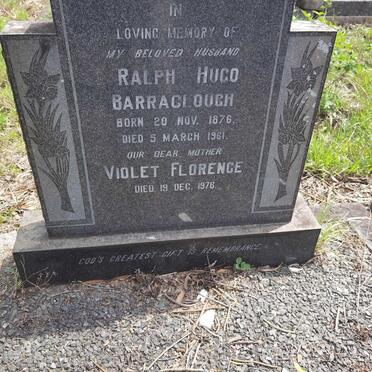 IN
LOVING MEMORY OF
MY BELOVED HUSBAND
RALPH HUGO
BARRACLOUGH
BORN 20 NOV. 1876.
DIED 5 MARCH 1961.
OUR DEAR MOTHER
VIOLET FLORENCE
DIED 19 DEC. 1976.
GOD'S GREATEST GIFT IS REMEMBRANCE.